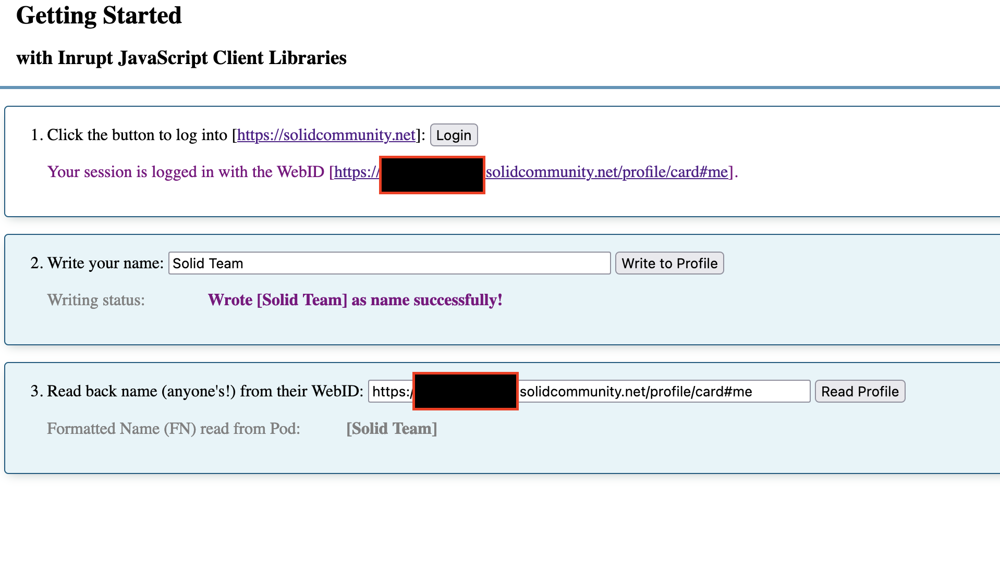 Getting Started
with Inrupt JavaScript Client Libraries
1. Click the button to log into [https://solidcommunity.net]: Login
Your session is logged in with the WebID [https:// solidcommunity.net/profile/card#me].
2. Write your name: Solid Team Write to Profile
Writing status: Wrote [Solid Team] as name successfully!
3. Read back name (anyone's!) from their WebID: https:/ solidcommunity.net/profile/card#me Read Profile
Formatted Name (FN) read from Pod: [Solid Team]